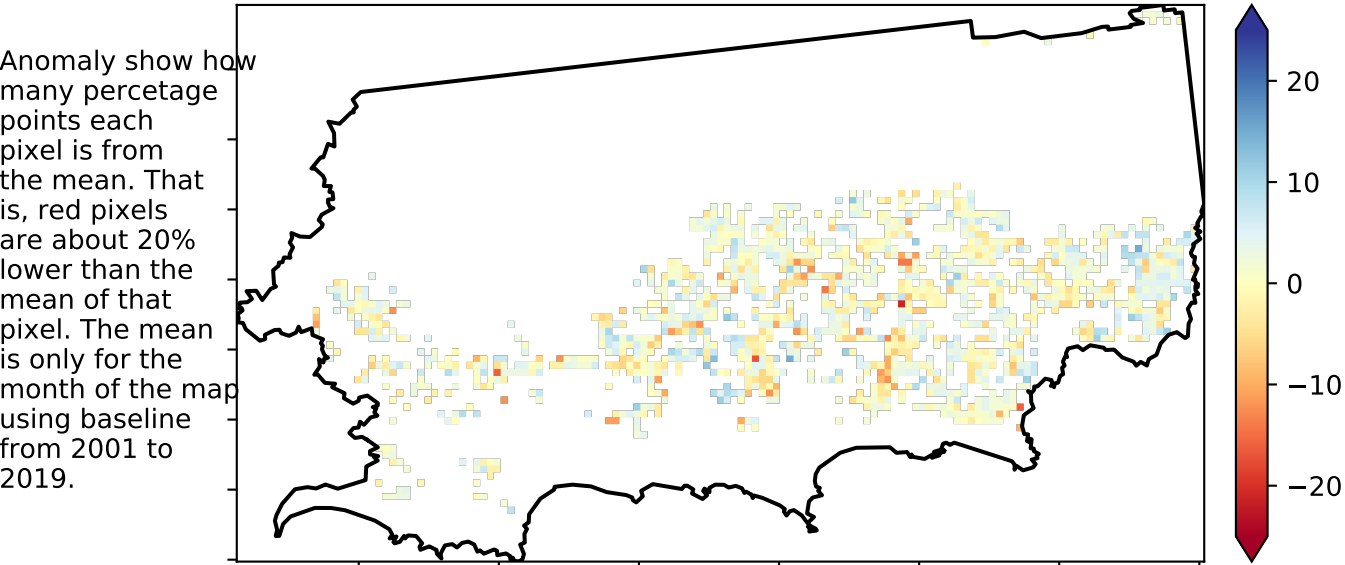 Anomaly show how
many percetage
points each
pixel is from
the mean. That
is, red pixels
are about 20%
lower than the
mean of that
pixel. The mean
is only for the
month of the map
using baseline
from 2001 to
2019.
20
10
0
−10
−20